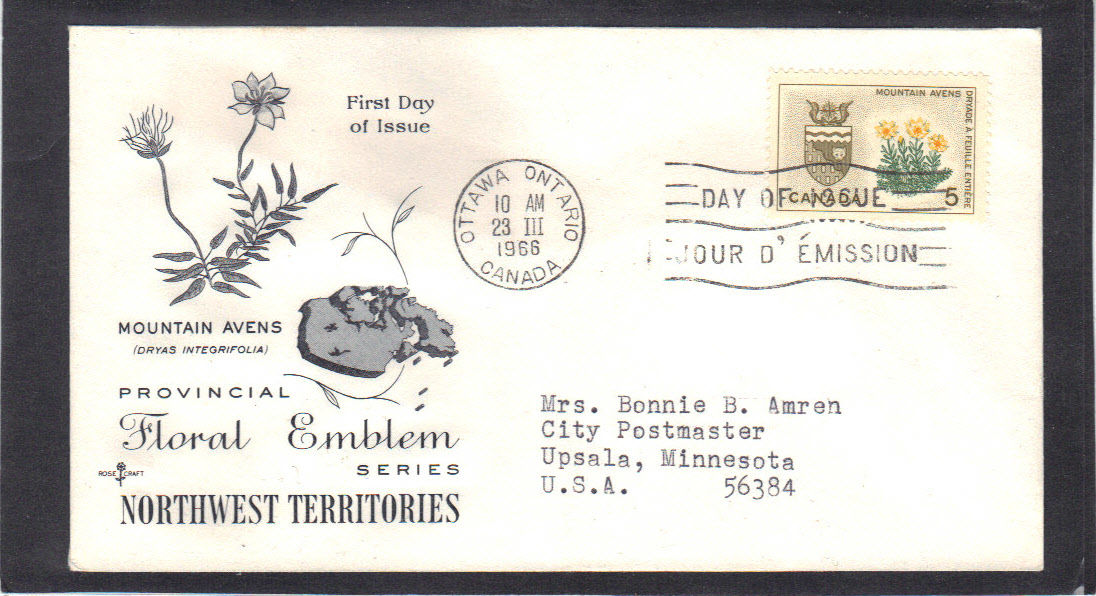 First Day
of Issue
MOUNTAIN AVENS
DRYADE À FEUILLE ENTIÈRE
CANADA 5
OTTAWA ONTARIO
10 AM
23 III
1966
CANADA
DAY OF ISSUE
JOUR D' ÉMISSION
MOUNTAIN AVENS
(DRYAS INTEGRIFOLIA)
PROVINCIAL
Floral Emblem
SERIES
ROSE CRAFT
NORTHWEST TERRITORIES
Mrs. Bonnie B. Amren
City Postmaster
Upsala, Minnesota
U.S.A. 56384